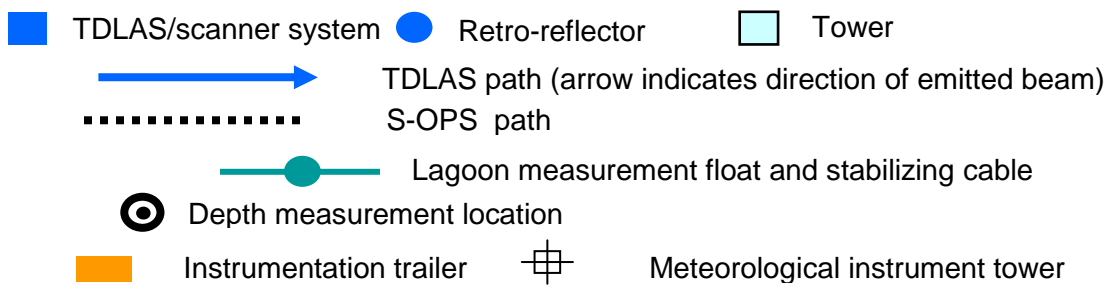 TDLAS/scanner system Retro-reflector Tower
TDLAS path (arrow indicates direction of emitted beam)
S-OPS path
Lagoon measurement float and stabilizing cable
Depth measurement location
Instrumentation trailer Meteorological instrument tower